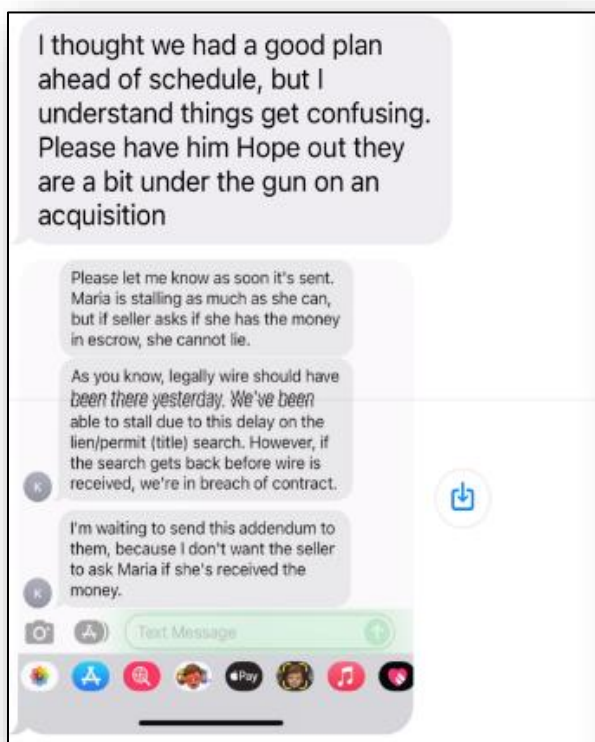 I thought we had a good plan
ahead of schedule, but I
understand things get confusing.
Please have him Hope out they
are a bit under the gun on an
acquisition
Please let me know as soon it's sent.
Maria is stalling as much as she can,
but if seller asks if she has the money
in escrow, she cannot lie.
As you know, legally wire should have
been there yesterday. We've been
able to stall due to this delay on the
lien/permit (title) search. However, if
the search gets back before wire is
received, we're in breach of contract.
K
I'm waiting to send this addendum to
them, because I don't want the seller
to ask Maria if she's received the
money.
K
Text Message
Pay